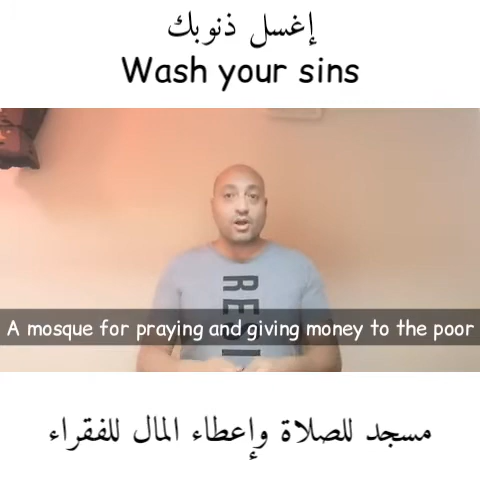 إغسل ذنوبك
Wash your sins
RESI
A mosque for praying and giving money to the poor
مسجد للصلاة وإعطاء المال للفقراء